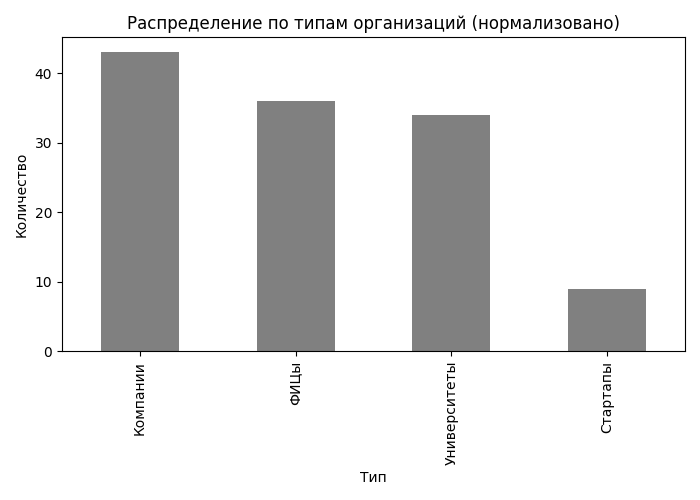 Распределение по типам организаций (нормализовано)
Количество
40
30
20
10
0
Компании
ФИЦы
Университеты
Стартапы
Тип